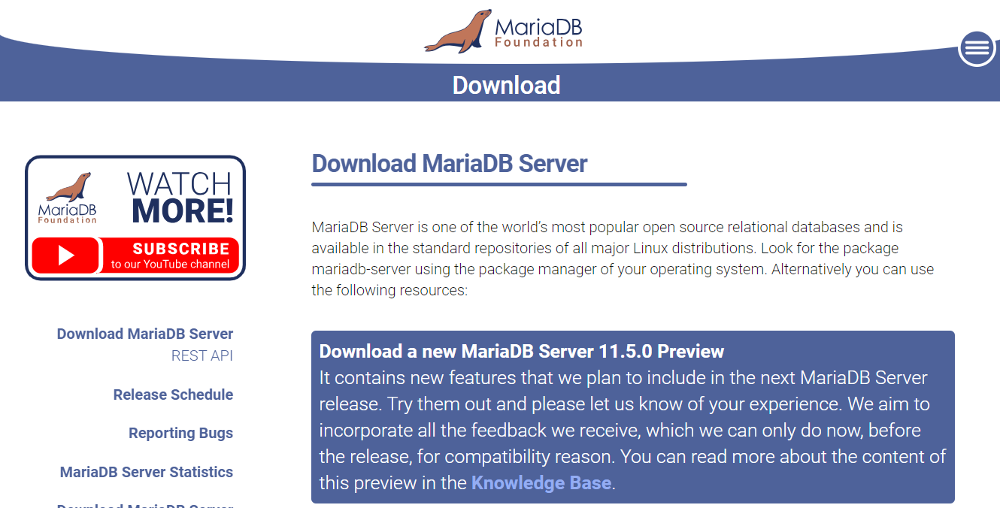 MariaDB
Foundation
Download
MariaDB
Foundation
WATCH
MORE!
SUBSCRIBE
to our YouTube channel
Download MariaDB Server
REST API
Release Schedule
Reporting Bugs
MariaDB Server Statistics
Download MariaDB Server
Download MariaDB Server
MariaDB Server is one of the world’s most popular open source relational databases and is
available in the standard repositories of all major Linux distributions. Look for the package
mariadb-server using the package manager of your operating system. Alternatively you can use
the following resources:
Download a new MariaDB Server 11.5.0 Preview
It contains new features that we plan to include in the next MariaDB Server
release. Try them out and please let us know of your experience. We aim to
incorporate all the feedback we receive, which we can only do now, before
the release, for compatibility reason. You can read more about the content of
this preview in the Knowledge Base.